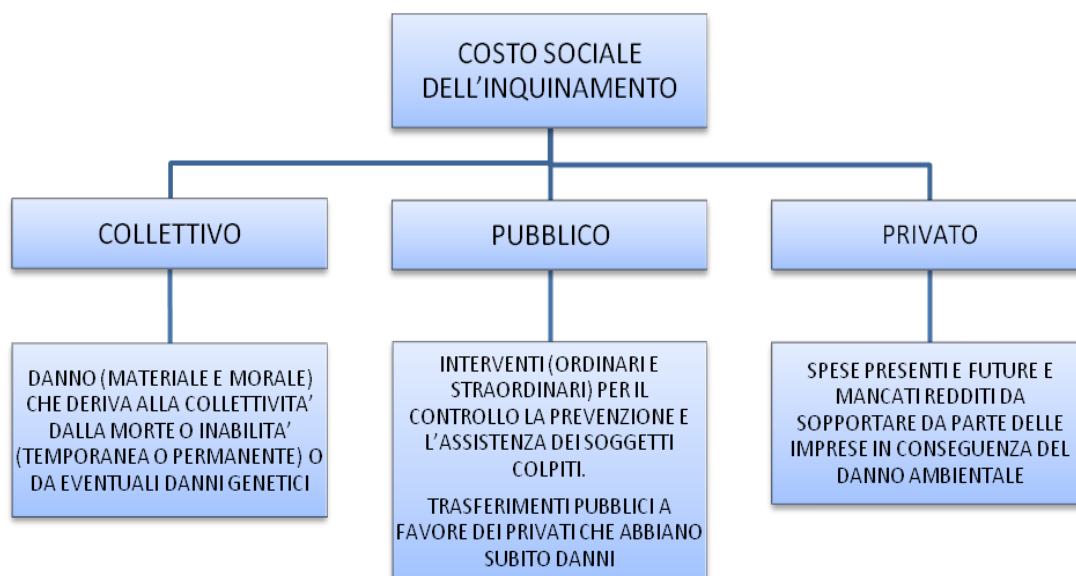 COSTO SOCIALE
DELL'INQUINAMENTO
COLLETTIVO
PUBBLICO
PRIVATO
DANNO (MATERIALE E MORALE)
CHE DERIVA ALLA COLLETTIVITA'
DALLA MORTE O INABILITA'
(TEMPORANEA O PERMANENTE) O
DA EVENTUALI DANNI GENETICI
INTERVENTI (ORDINARI E
STRAORDINARI) PER IL
CONTROLLO LA PREVENZIONE E
L'ASSISTENZA DEI SOGGETTI
COLPITI.
TRASFERIMENTI PUBBLICI A
FAVORE DEI PRIVATI CHE ABBIANO
SUBITO DANNI
SPESE PRESENTI E FUTURE E
MANCATI REDDITI DA
SOPPORTARE DA PARTE DELLE
IMPRESE IN CONSEGUENZA DEL
DANNO AMBIENTALE